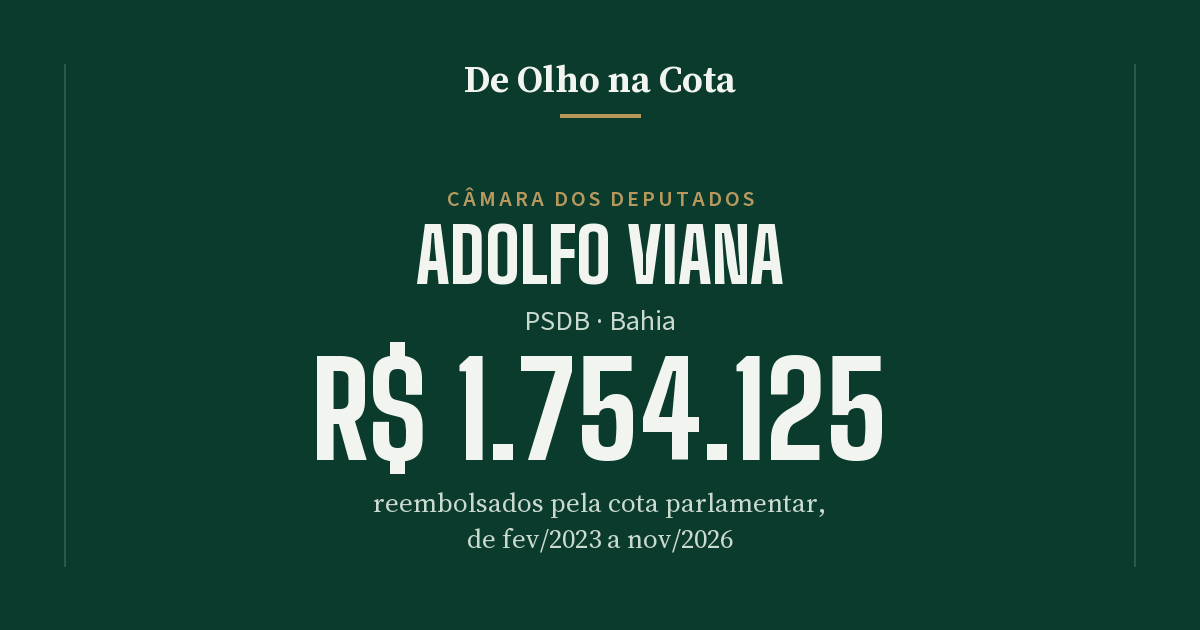 De Olho na Cota
CÂMARA DOS DEPUTADOS
ADOLFO VIANA
PSDB · Bahia
R$ 1.754.125
reembolsados pela cota parlamentar,
de fev/2023 a nov/2026